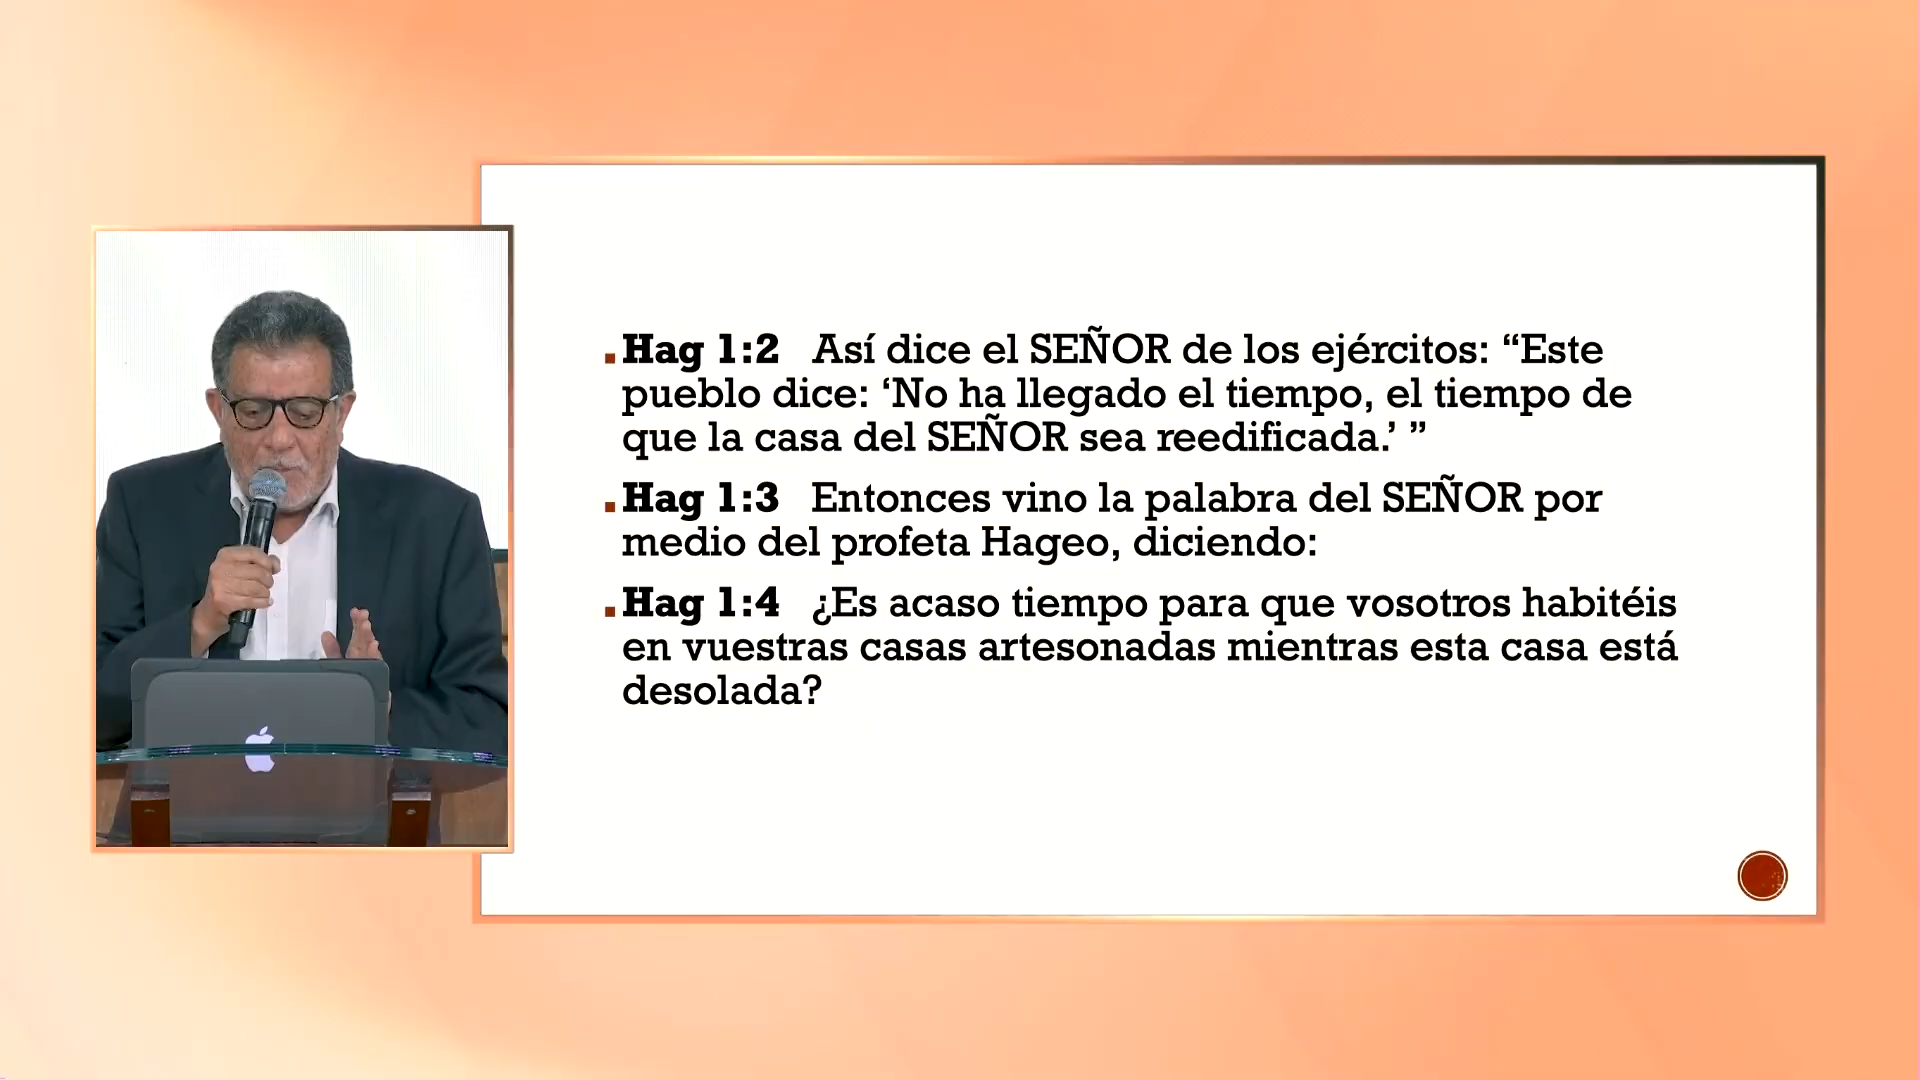 Hag 1:2 Así dice el SEÑOR de los ejércitos: “Este
pueblo dice: ‘No ha llegado el tiempo, el tiempo de
que la casa del SEÑOR sea reedificada.’ ”
Hag 1:3 Entonces vino la palabra del SEÑOR por
medio del profeta Hageo, diciendo:
Hag 1:4 ¿Es acaso tiempo para que vosotros habitéis
en vuestras casas artesonadas mientras esta casa está
desolada?